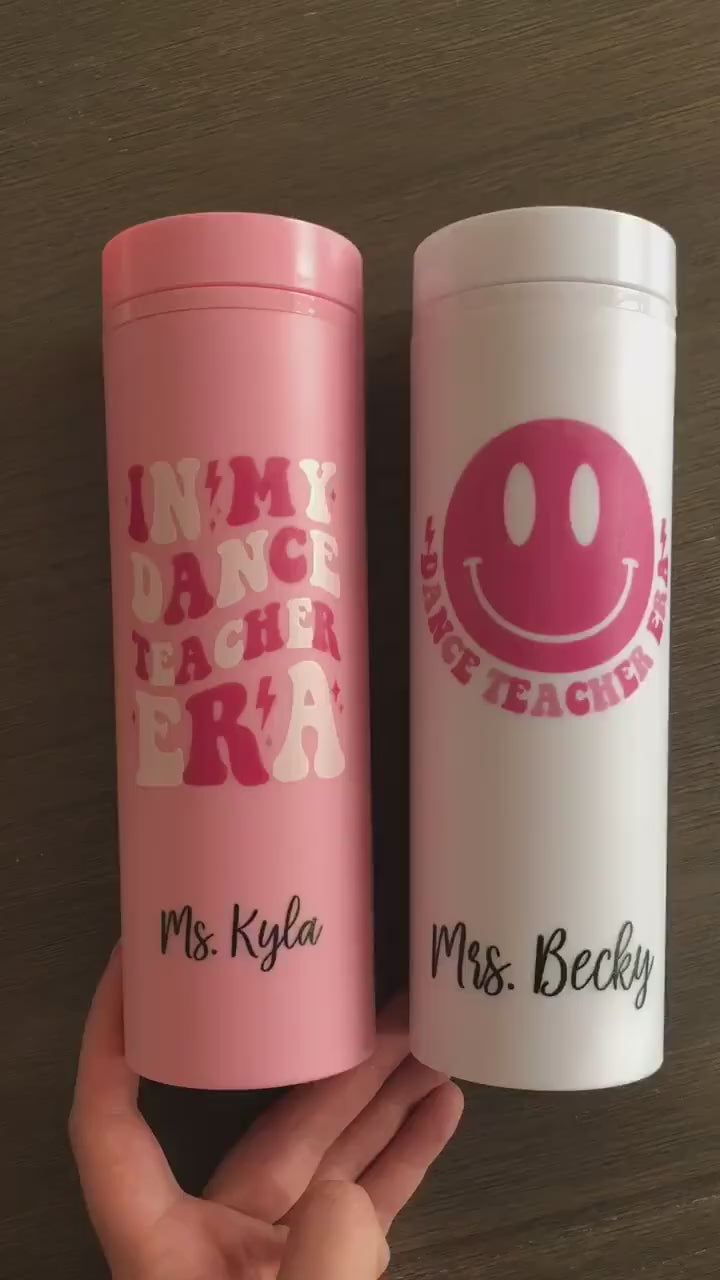 IN MY
DANCE
TEACHER
ERA
Ms. Kyla
DANCE TEACHER ERA
Mrs. Becky